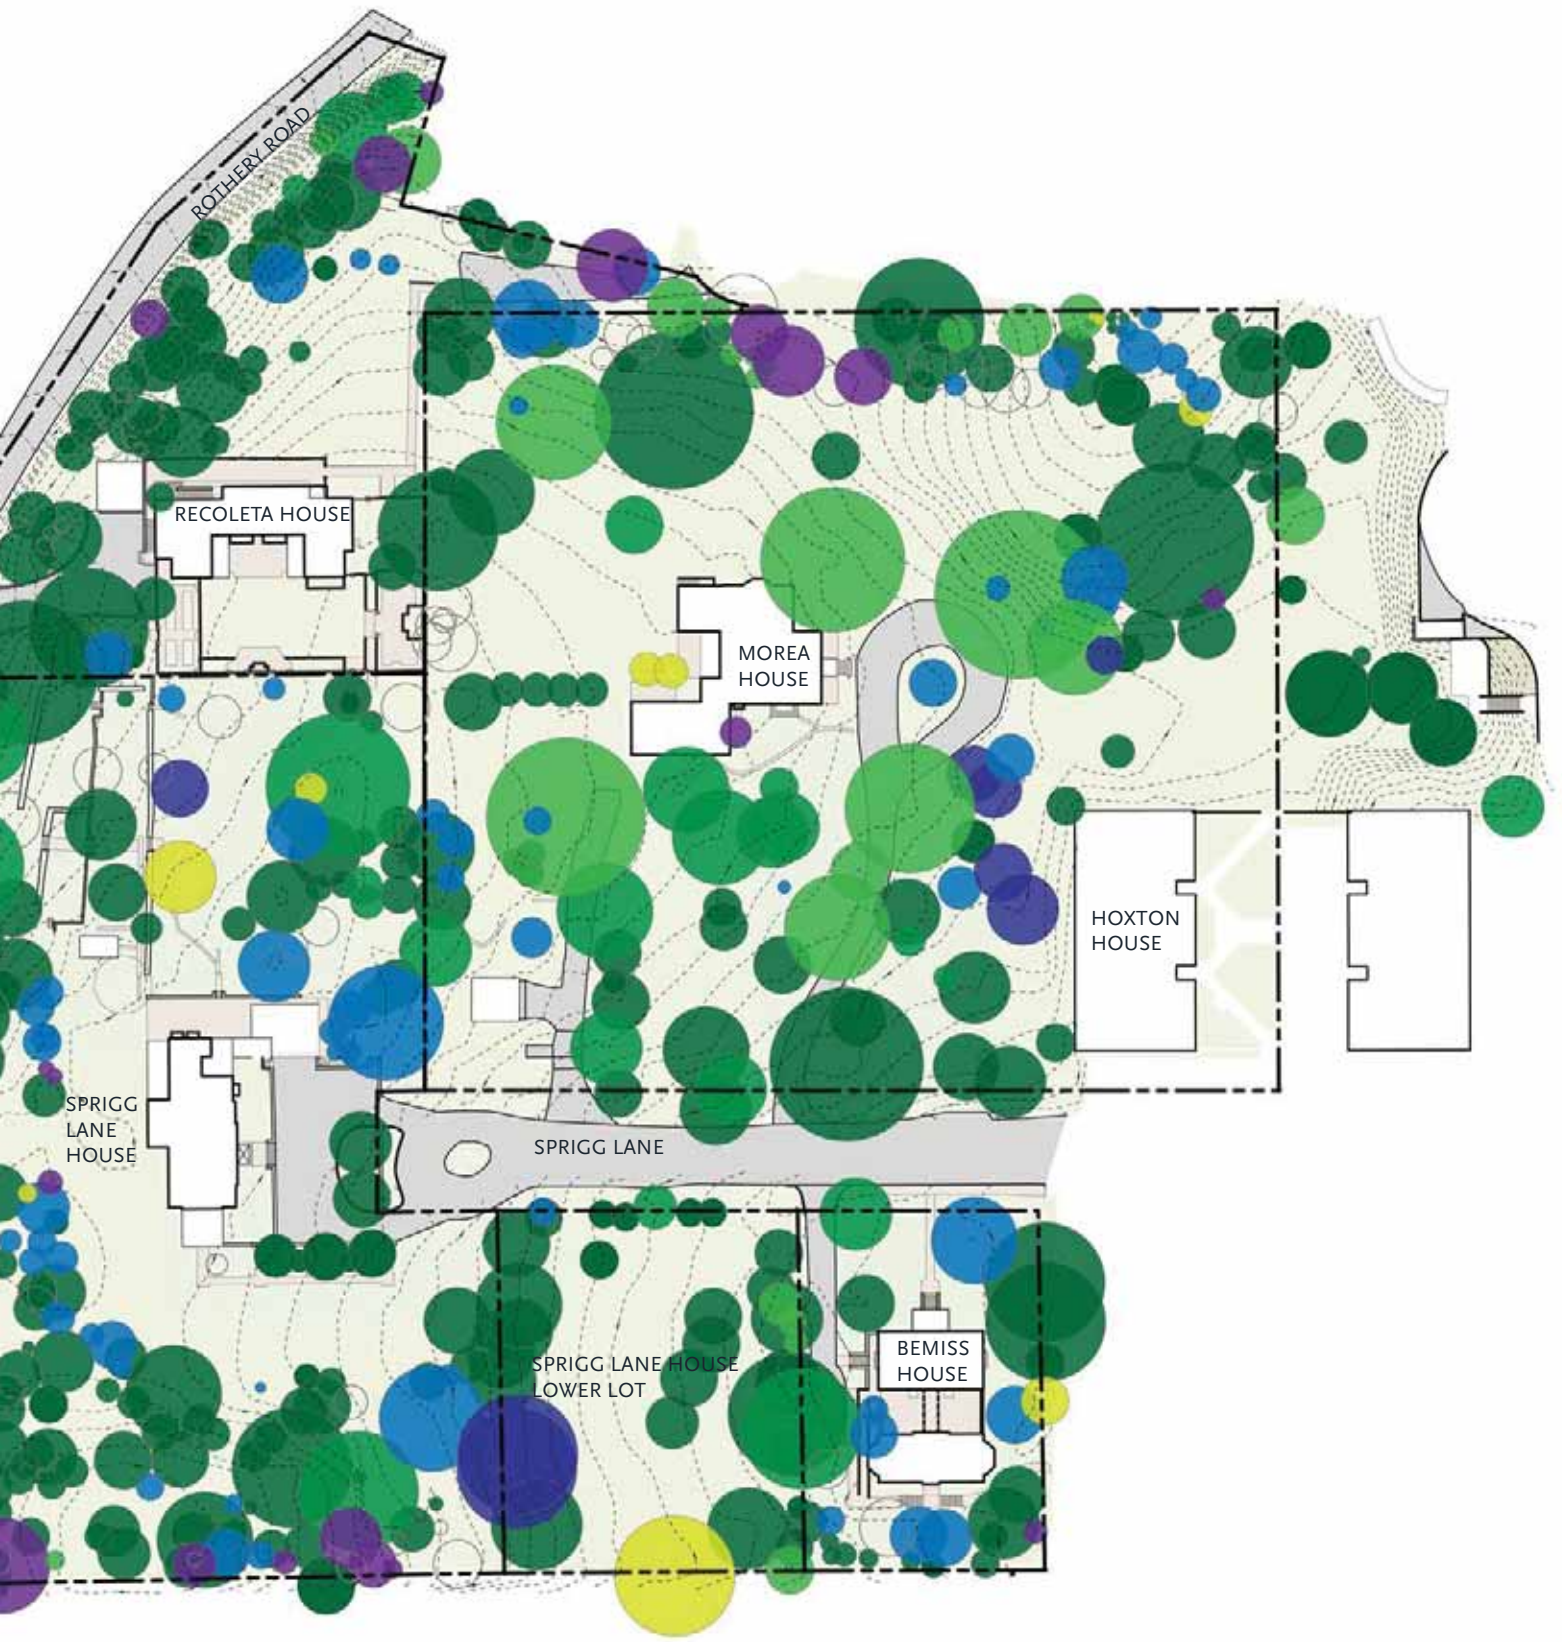 ROTHERY ROAD
RECOLETA HOUSE
MOREA
HOUSE
HOXTON
HOUSE
SPRIGG
LANE
HOUSE
SPRIGG LANE
SPRIGG LANE HOUSE
LOWER LOT
BEMISS
HOUSE